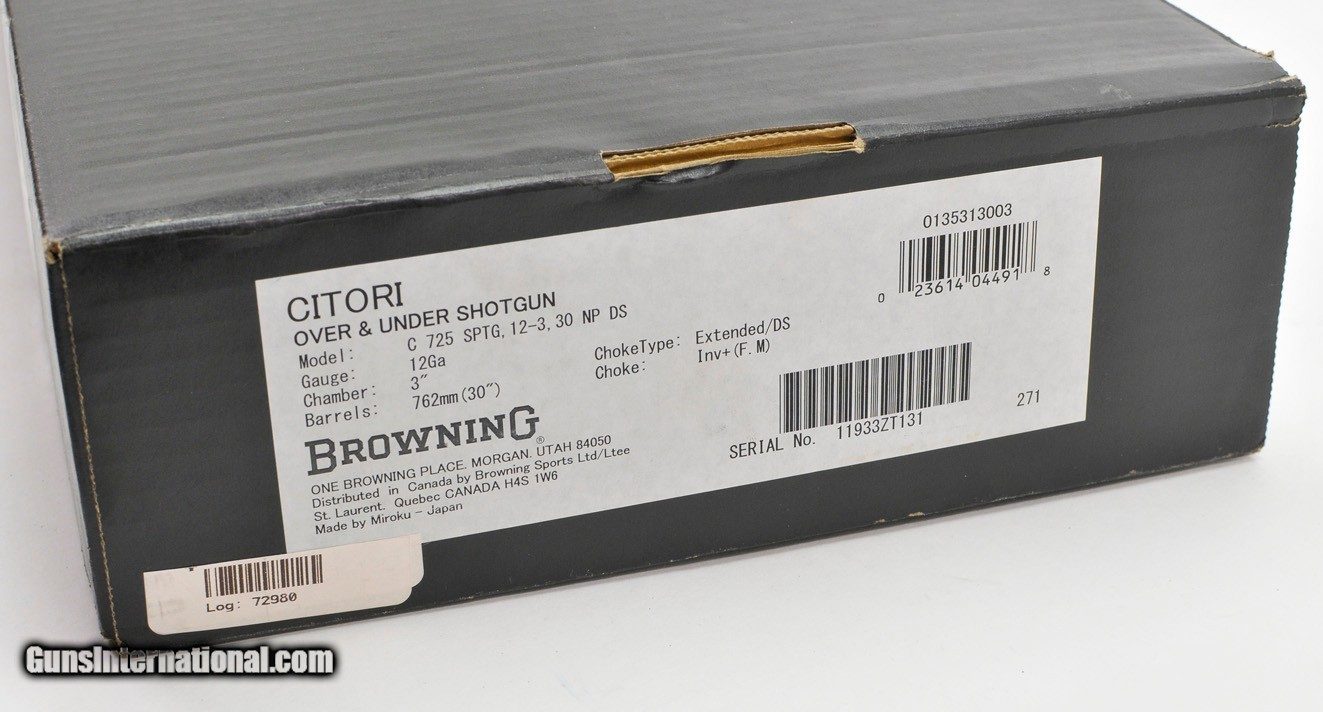 CITORI
OVER & UNDER SHOTGUN
Model: C 725 SPTG, 12-3, 30 NP DS
Gauge: 12Ga
Chamber: 3"
Barrels: 762mm(30")
ChokeType: Extended/DS
Choke: Inv+(F.M)
0135313003
0 23614 04491 8
BROWNING®
ONE BROWNING PLACE. MORGAN. UTAH 84050
Distributed in Canada by Browning Sports Ltd/Ltee
St. Laurent. Quebec CANADA H4S 1W6
Made by Miroku - Japan
SERIAL No. 11933ZT131
271
Log: 72980
GunsInternational.com